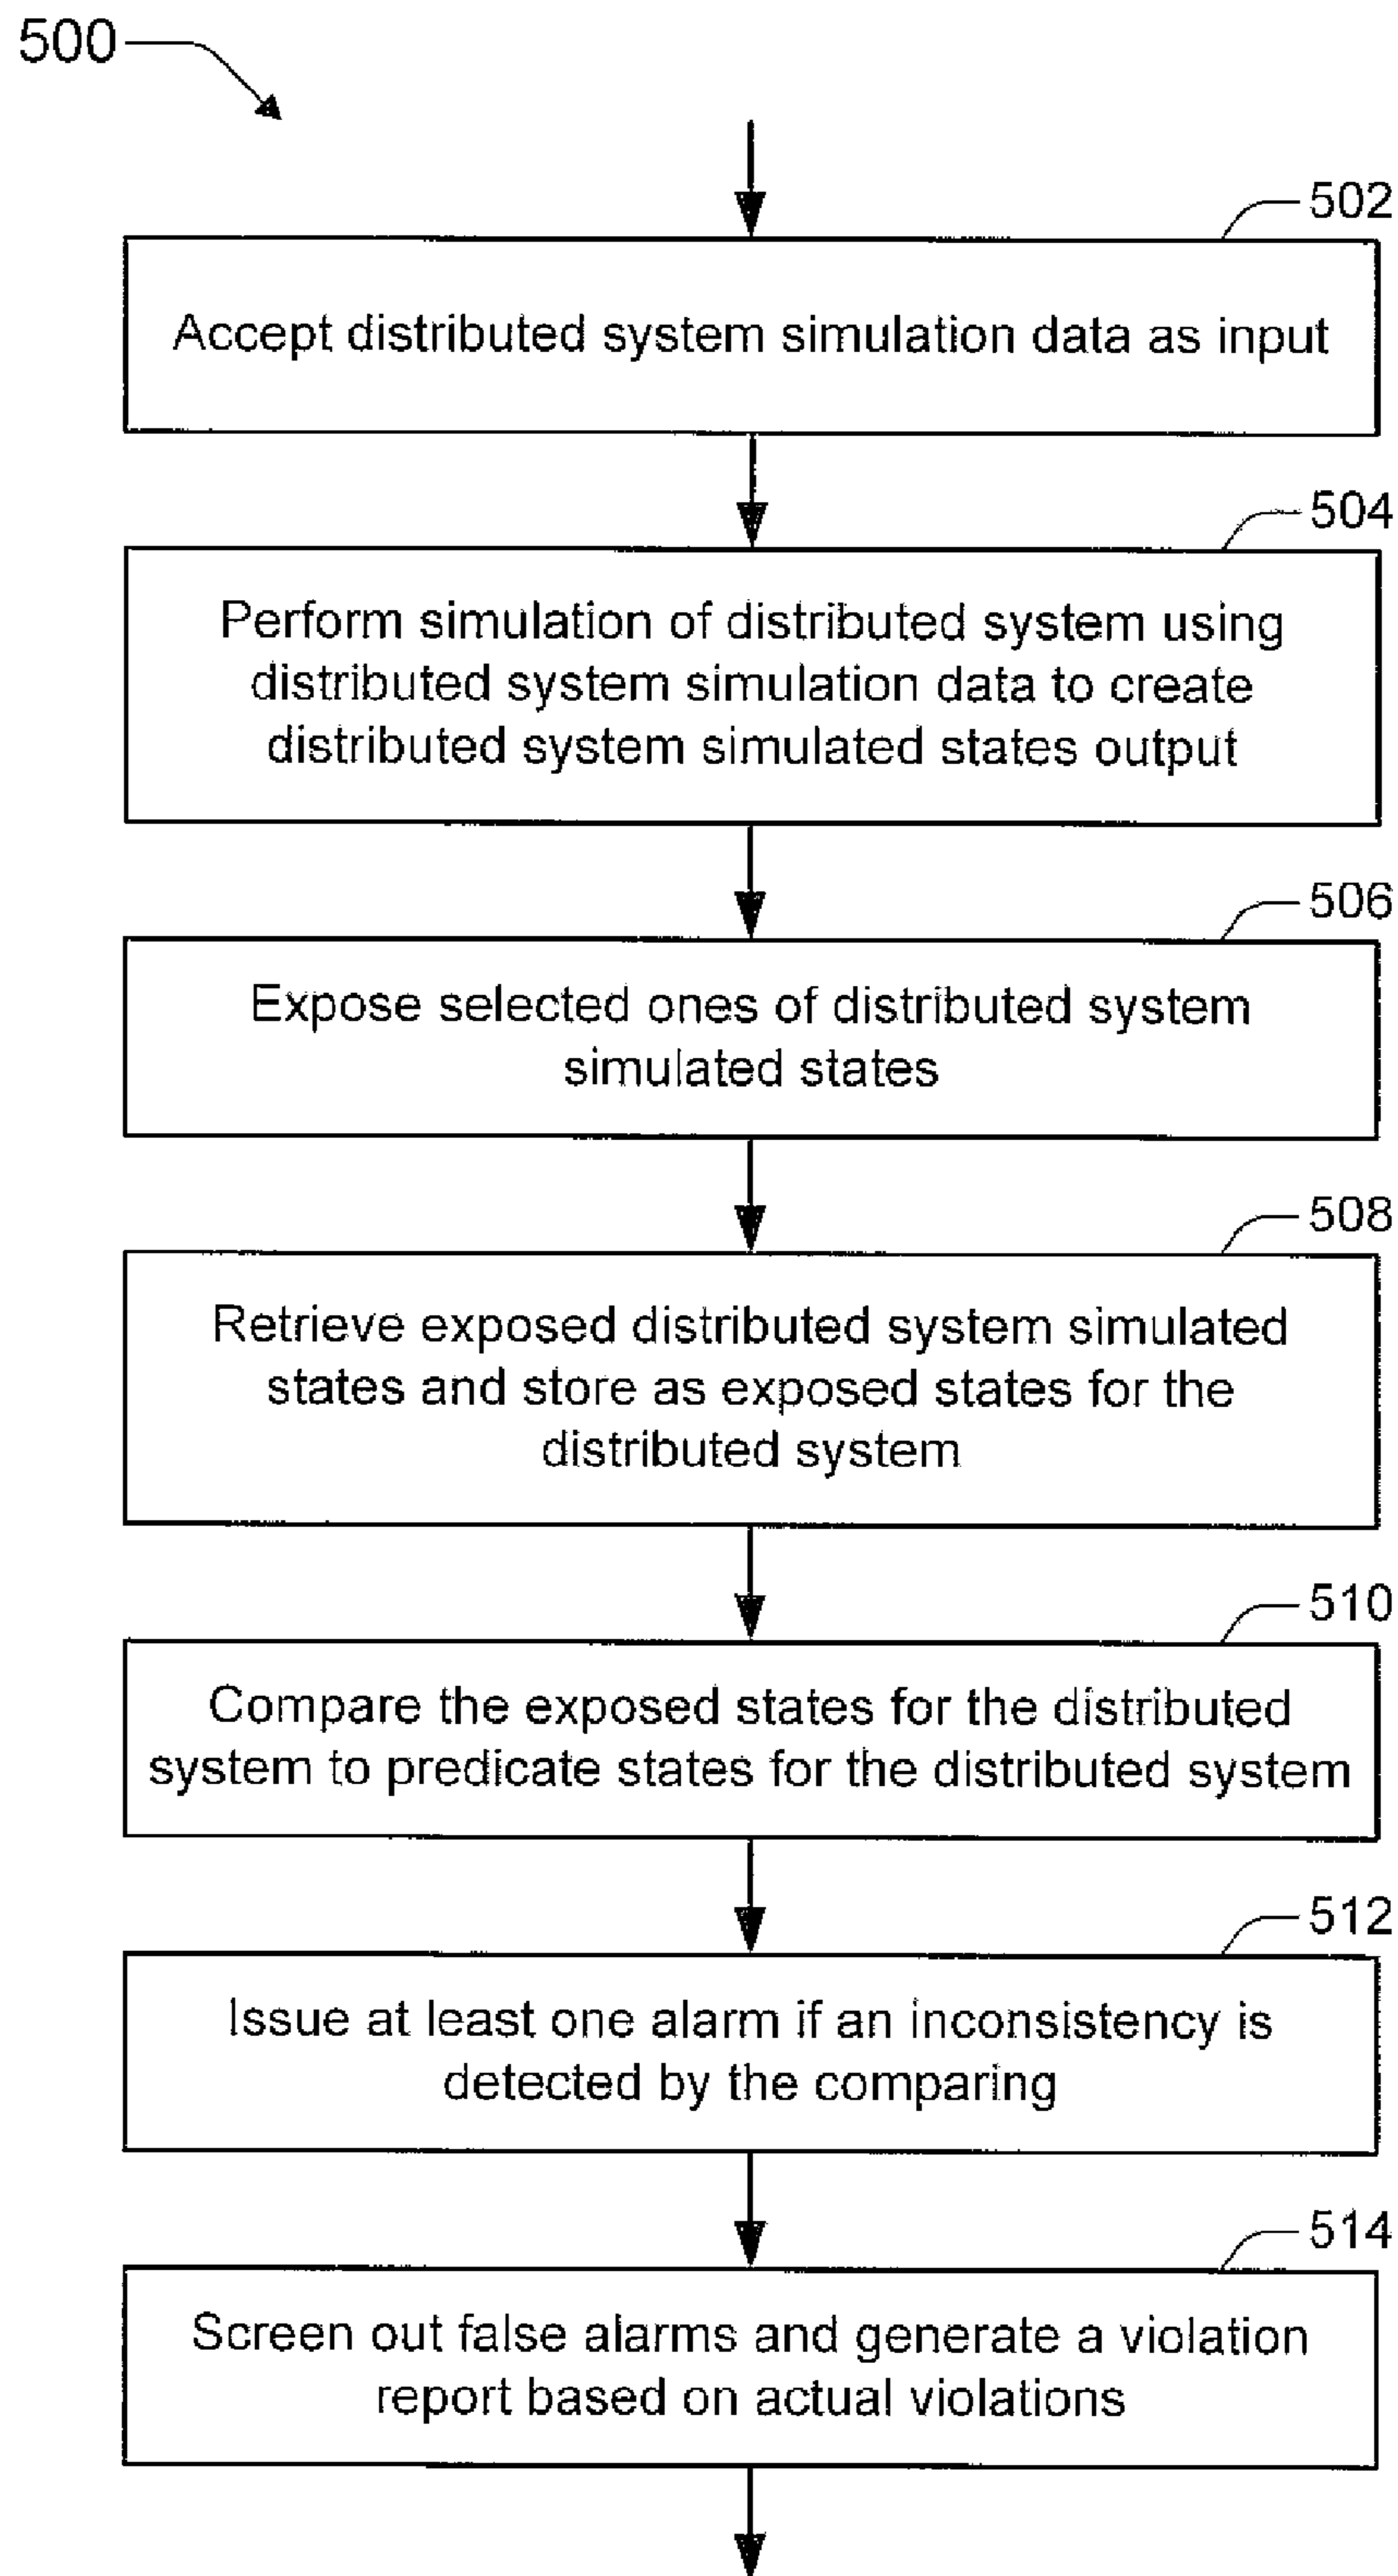 500
502
Accept distributed system simulation data as input
504
Perform simulation of distributed system using
distributed system simulation data to create
distributed system simulated states output
506
Expose selected ones of distributed system
simulated states
508
Retrieve exposed distributed system simulated
states and store as exposed states for the
distributed system
510
Compare the exposed states for the distributed
system to predicate states for the distributed system
512
Issue at least one alarm if an inconsistency is
detected by the comparing
514
Screen out false alarms and generate a violation
report based on actual violations